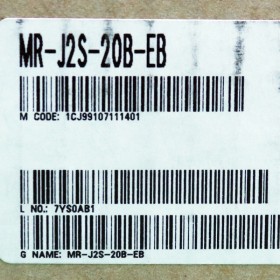 MR-J2S-20B-EB
M CODE: 1CJ99107111401
L NO.: 7YS0AB1
G NAME: MR-J2S-20B-EB